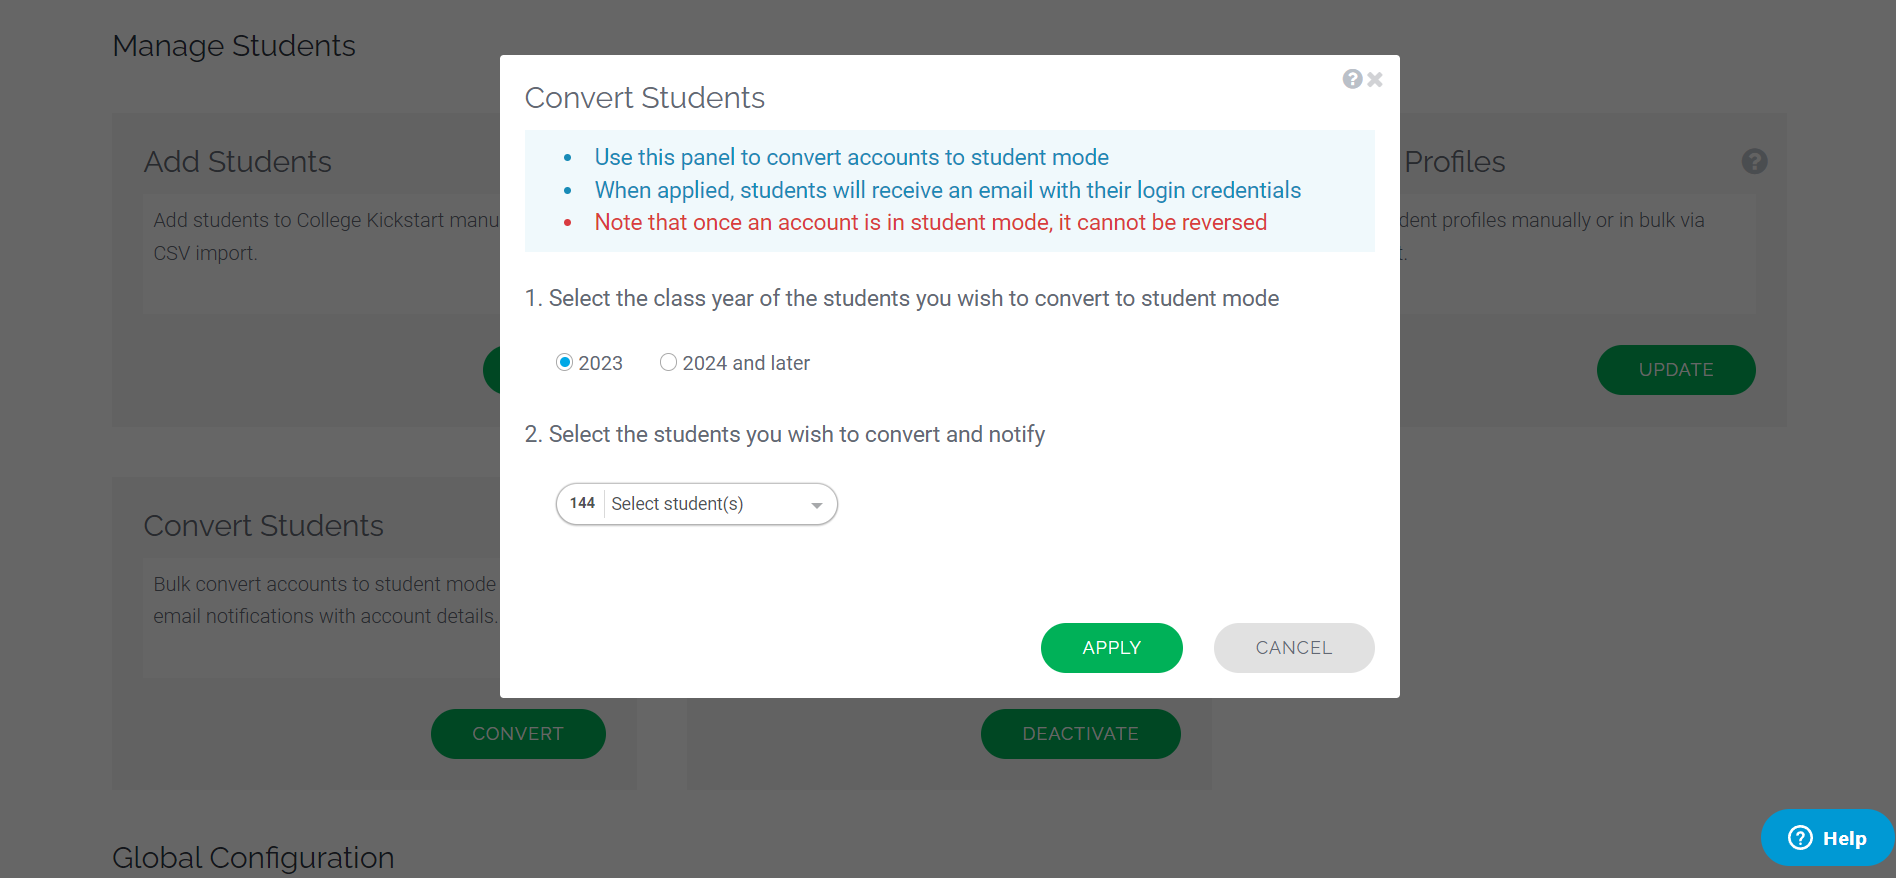 Manage Students
Convert Students
Use this panel to convert accounts to student mode
When applied, students will receive an email with their login credentials
Note that once an account is in student mode, it cannot be reversed
1. Select the class year of the students you wish to convert to student mode
2023
2024 and later
2. Select the students you wish to convert and notify
144 Select student(s)
APPLY
CANCEL
Add Students
Add students to College Kickstart manu
CSV import.
Profiles
dent profiles manually or in bulk via
t.
UPDATE
Convert Students
Bulk convert accounts to student mode
email notifications with account details.
CONVERT
DEACTIVATE
Global Configuration
Help